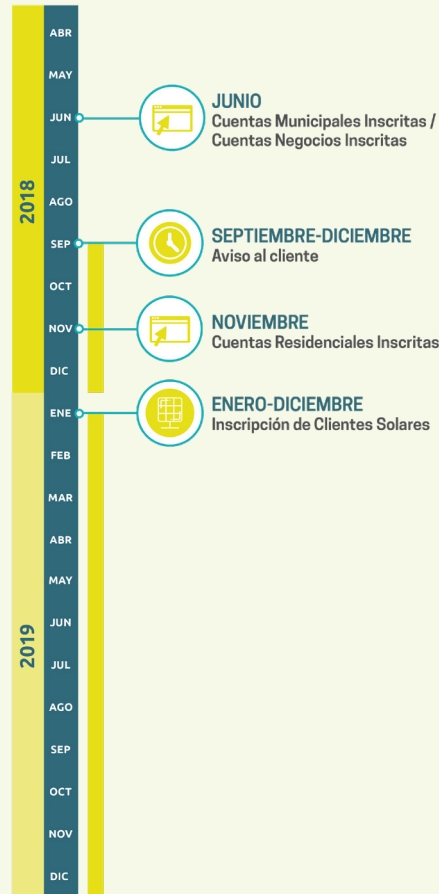 2018
ABR
MAY
JUN
JUL
AGO
SEP
OCT
NOV
DIC
2019
ENE
FEB
MAR
ABR
MAY
JUN
JUL
AGO
SEP
OCT
NOV
DIC
JUNIO
Cuentas Municipales Inscritas /
Cuentas Negocios Inscritas
SEPTIEMBRE-DICIEMBRE
Aviso al cliente
NOVIEMBRE
Cuentas Residenciales Inscritas
ENERO-DICIEMBRE
Inscripción de Clientes Solares